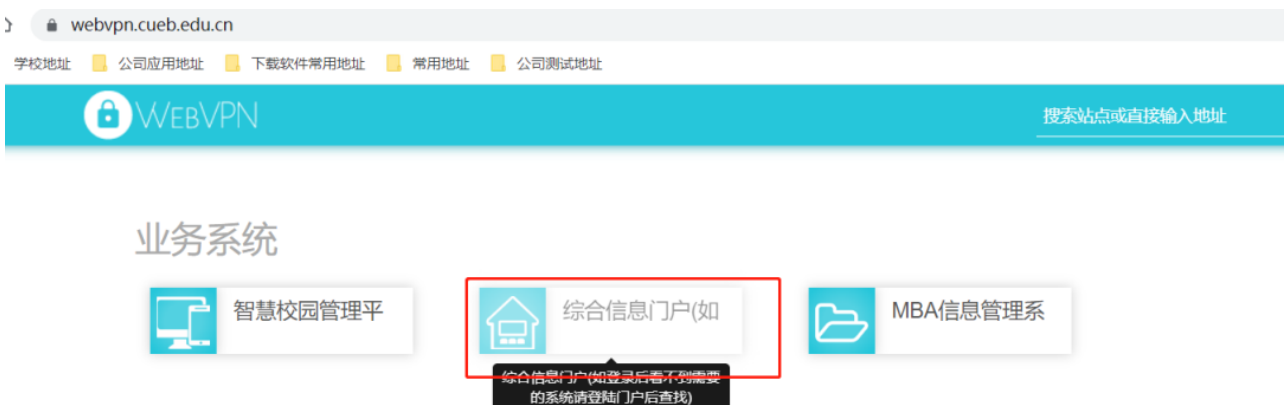 webvpn.cueb.edu.cn
学校地址 公司应用地址 下载软件常用地址 常用地址 公司测试地址
WEBVPN 搜索站点或直接输入地址
业务系统
智慧校园管理平 综合信息门户(如 MBA信息管理系
综合信息门户(如登录后看不到需要
的系统请登陆门户后查找)